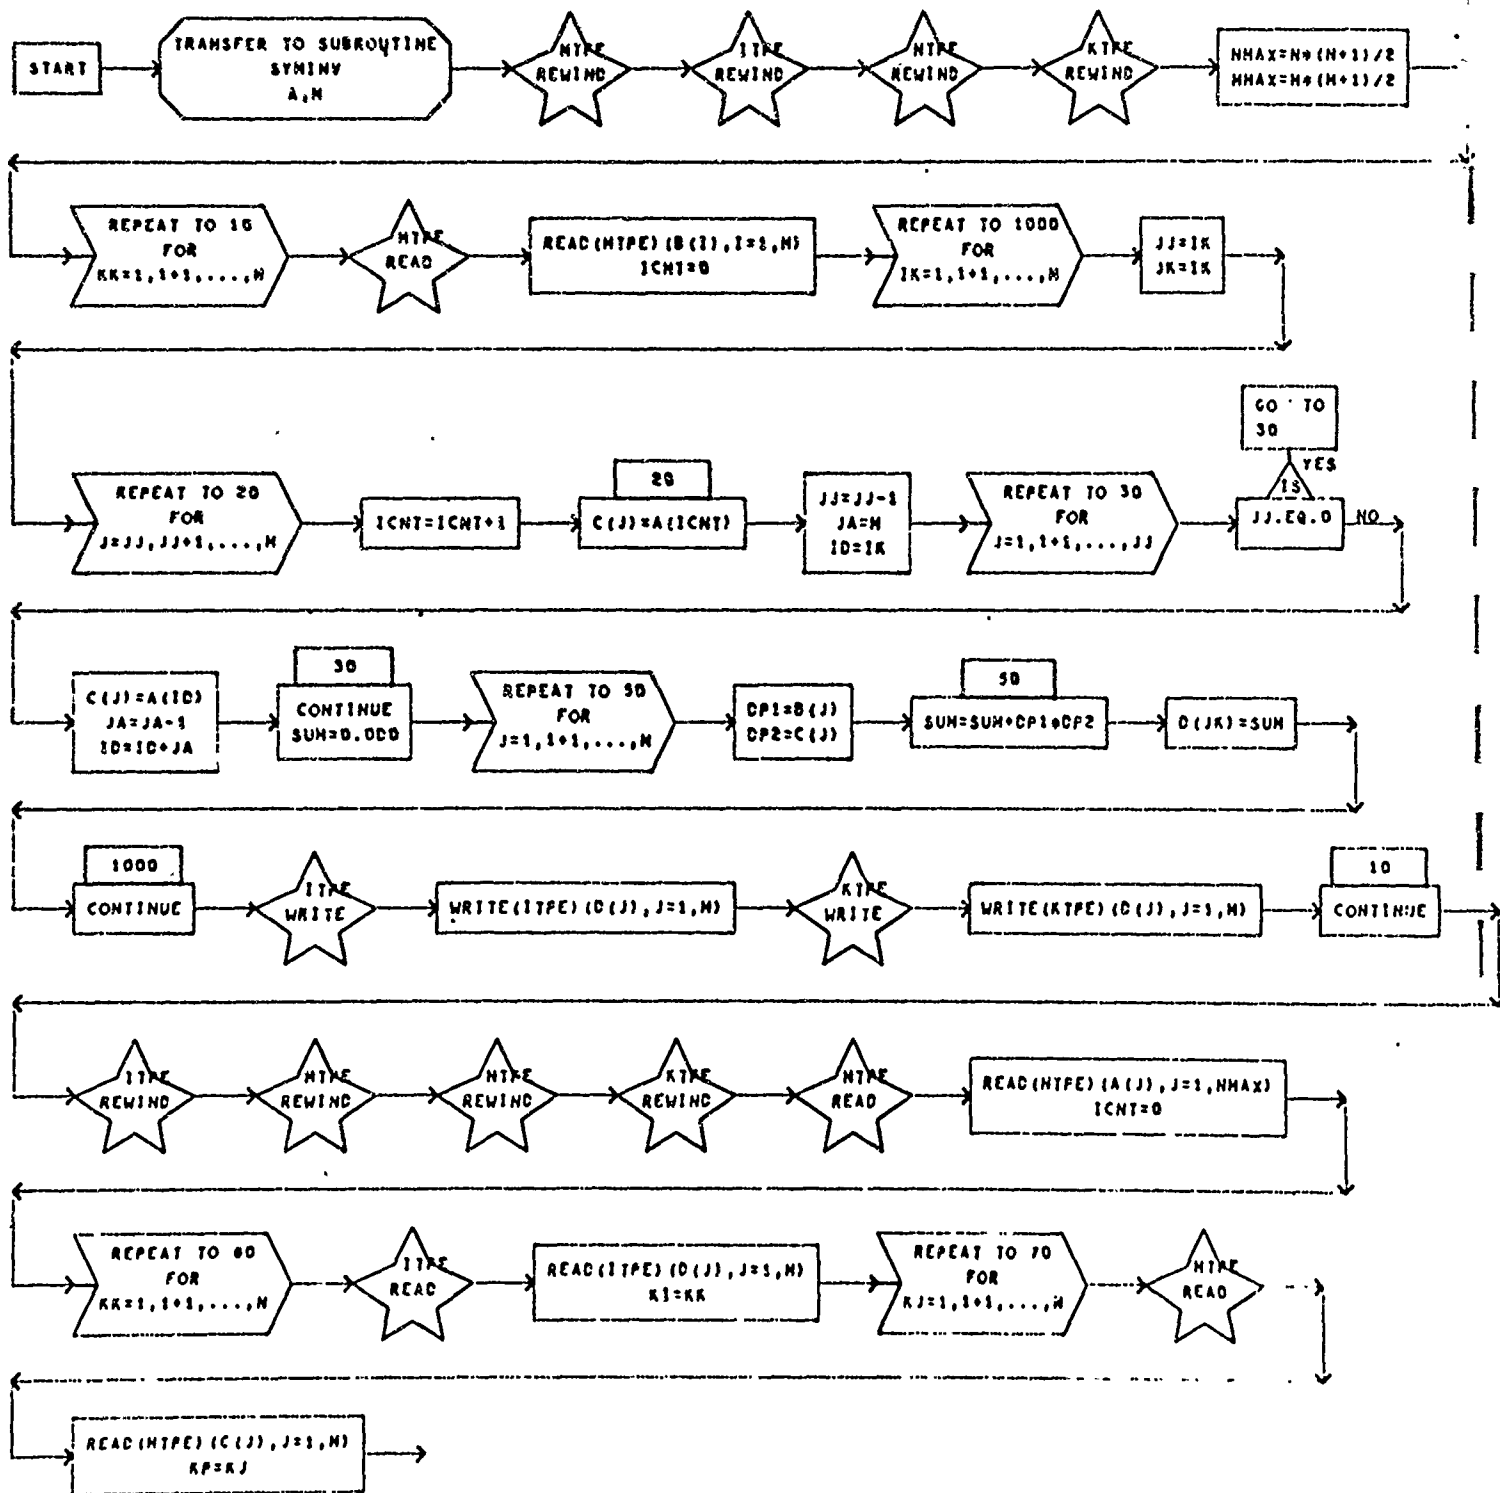 START
TRANSFER TO SUBROUTINE
SYMINV
A,M
MTPE
REWIND
ITPE
REWIND
NTPE
REWIND
KTPE
REWIND
NMAX=N*(N+1)/2
MMAX=M*(M+1)/2
REPEAT TO 10
FOR
KK=1,1+1,...,N
MTPE
READ
READ(MTPE)(B(I),I=1,M)
ICNT=0
REPEAT TO 1000
FOR
IK=1,1+1,...,M
JJ=IK
JK=IK
GO TO
30
REPEAT TO 20
FOR
J=JJ,JJ+1,...,M
ICNT=ICNT+1
20
C(J)=A(ICNT)
JJ=JJ-1
JA=M
ID=IK
REPEAT TO 30
FOR
J=1,1+1,...,JJ
YES
IS
JJ.EQ.0
NO
C(J)=A(ID)
JA=JA-1
ID=ID+JA
30
CONTINUE
SUM=0.0D0
REPEAT TO 50
FOR
J=1,1+1,...,M
DP1=B(J)
DP2=C(J)
50
SUM=SUM+DP1*DP2
D(JK)=SUM
1000
CONTINUE
ITPE
WRITE
WRITE(ITPE)(D(J),J=1,M)
KTPE
WRITE
WRITE(KTPE)(D(J),J=1,M)
10
CONTINUE
ITPE
REWIND
MTPE
REWIND
NTPE
REWIND
KTPE
REWIND
NTPE
READ
READ(NTPE)(A(J),J=1,NMAX)
ICNT=0
REPEAT TO 60
FOR
KK=1,1+1,...,N
ITPE
READ
READ(ITPE)(D(J),J=1,M)
KI=KK
REPEAT TO 70
FOR
KJ=1,1+1,...,N
MTPE
READ
READ(MTPE)(C(J),J=1,M)
KP=KJ